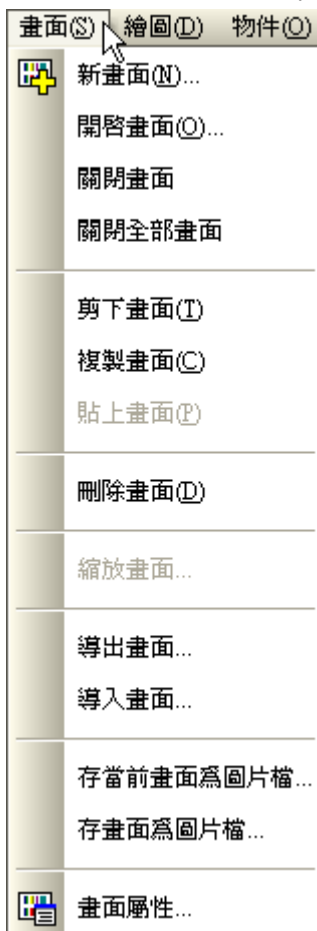 畫面(S) 繪圖(D) 物件(O)
新畫面(N)...
開啓畫面(O)...
關閉畫面
關閉全部畫面
剪下畫面(T)
複製畫面(C)
貼上畫面(P)
刪除畫面(D)
縮放畫面...
導出畫面...
導入畫面...
存當前畫面爲圖片檔...
存畫面爲圖片檔...
畫面屬性...